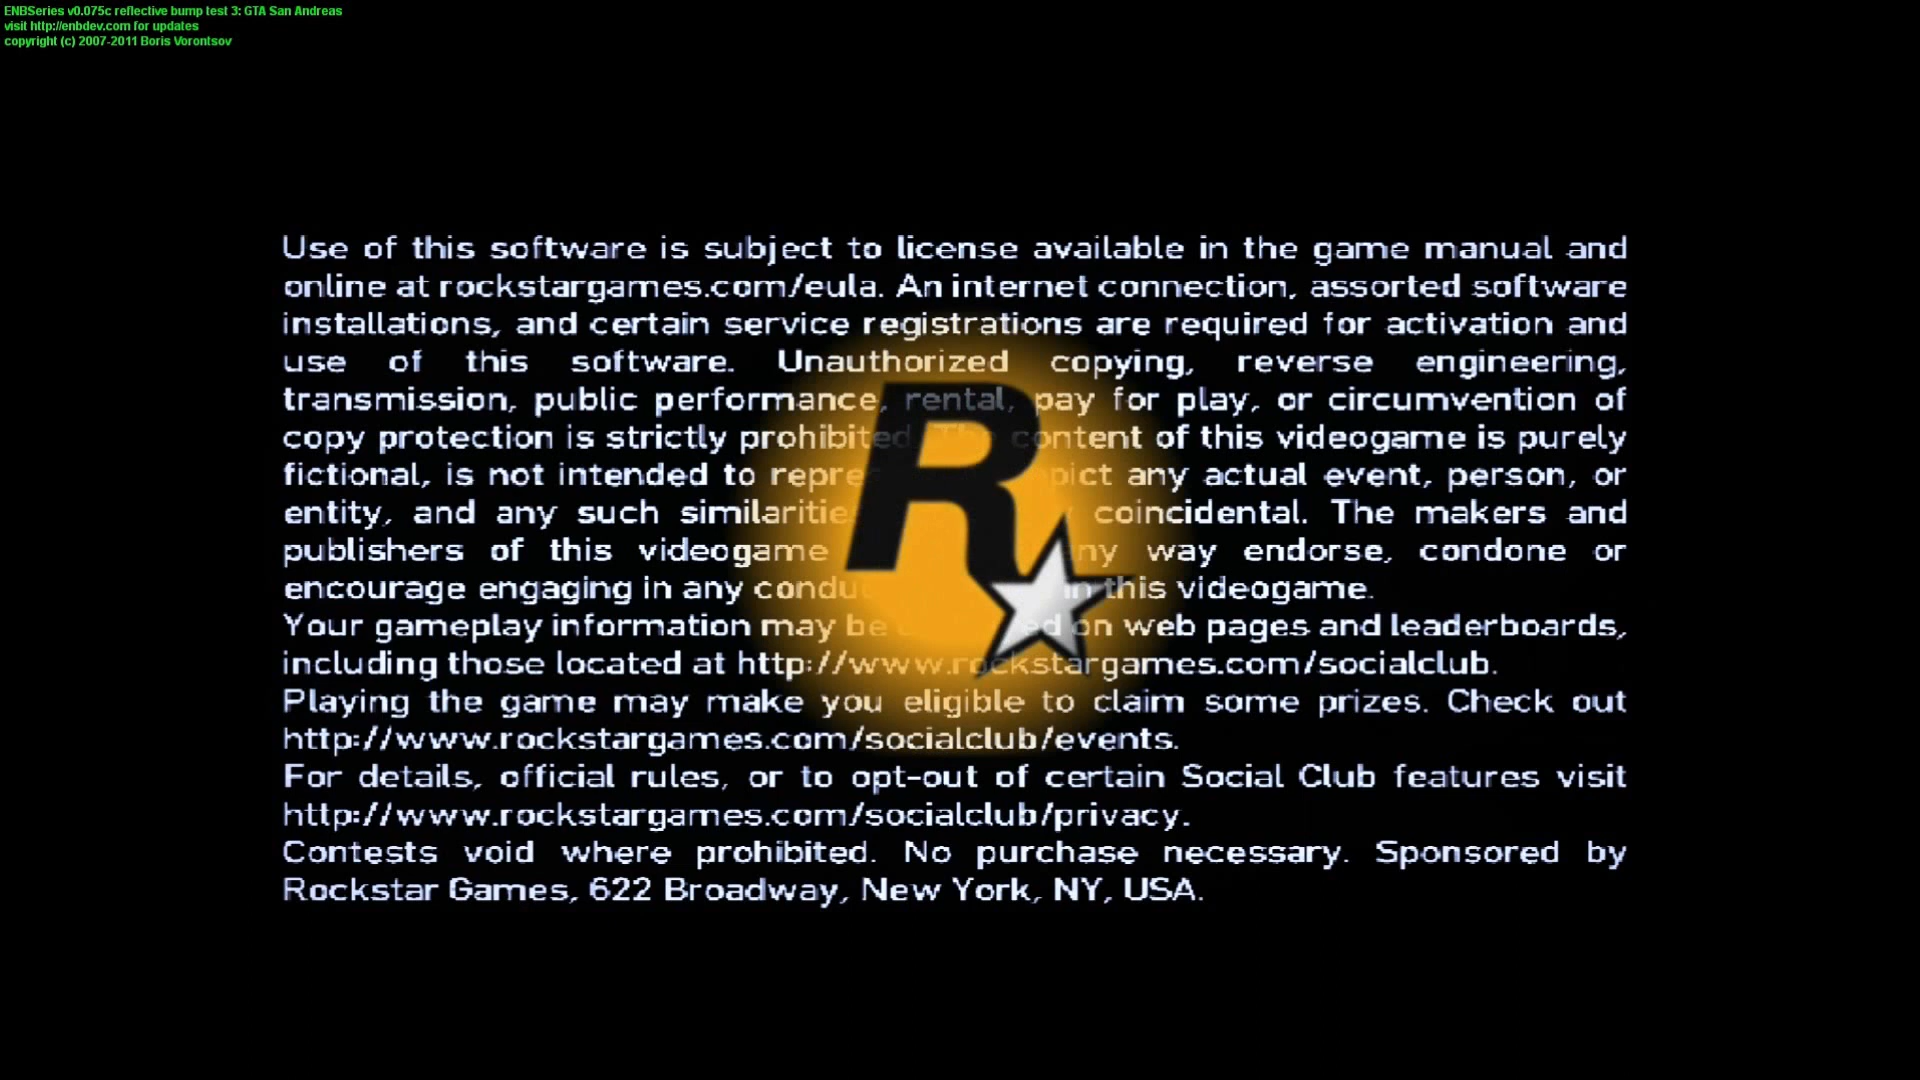 ENBSeries v0.075c reflective bump test 3: GTA San Andreas
visit http://enbdev.com for updates
copyright (c) 2007-2011 Boris Vorontsov
Use of this software is subject to license available in the game manual and
online at rockstargames.com/eula. An internet connection, assorted software
installations, and certain service registrations are required for activation and
use of this software. Unauthorized copying, reverse engineering,
transmission, public performance, rental, pay for play, or circumvention of
copy protection is strictly prohibited. The content of this videogame is purely
fictional, is not intended to any actual event, person, or
entity, and any such coincidental. The makers and
publishers of this videogame way endorse, condone or
encourage engaging in any this videogame.
Your gameplay information may be on web pages and leaderboards,
including those located at http://www.rockstargames.com/socialclub.
Playing the game may make you eligible to claim some prizes. Check out
http://www.rockstargames.com/socialclub/events.
For details, official rules, or to opt-out of certain Social Club features visit
http://www.rockstargames.com/socialclub/privacy.
Contests void where prohibited. No purchase necessary. Sponsored by
Rockstar Games, 622 Broadway, New York, NY, USA.
R